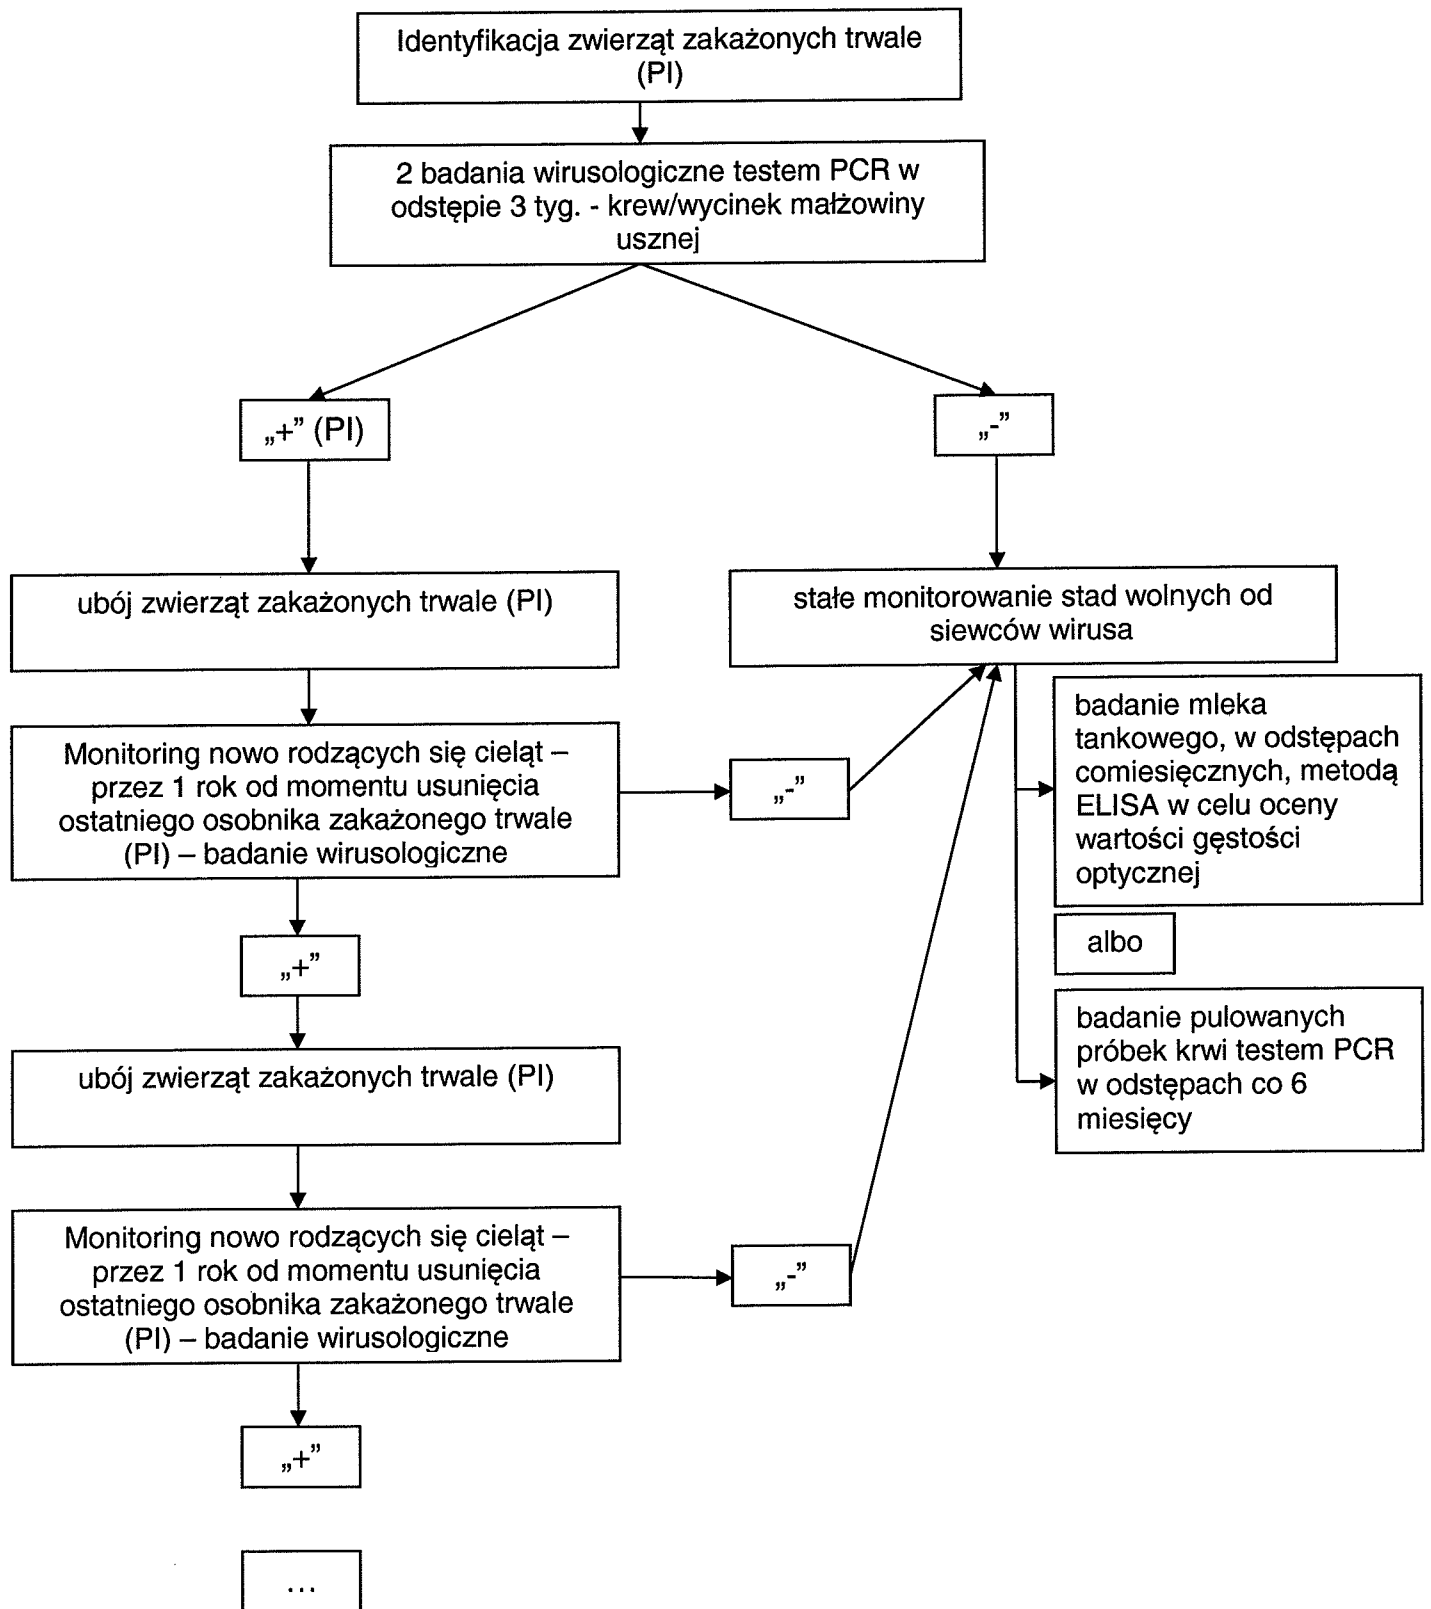 Identyfikacja zwierząt zakażonych trwale
(PI)
2 badania wirusologiczne testem PCR w
odstępie 3 tyg. - krew/wycinek małżowiny
usznej
„+” (PI)
„-”
ubój zwierząt zakażonych trwale (PI)
stałe monitorowanie stad wolnych od
siewców wirusa
Monitoring nowo rodzących się cieląt –
przez 1 rok od momentu usunięcia
ostatniego osobnika zakażonego trwale
(PI) – badanie wirusologiczne
„-”
badanie mleka
tankowego, w odstępach
comiesięcznych, metodą
ELISA w celu oceny
wartości gęstości
optycznej
albo
badanie pulowanych
próbek krwi testem PCR
w odstępach co 6
miesięcy
„+”
ubój zwierząt zakażonych trwale (PI)
Monitoring nowo rodzących się cieląt –
przez 1 rok od momentu usunięcia
ostatniego osobnika zakażonego trwale
(PI) – badanie wirusologiczne
„-”
„+”
...